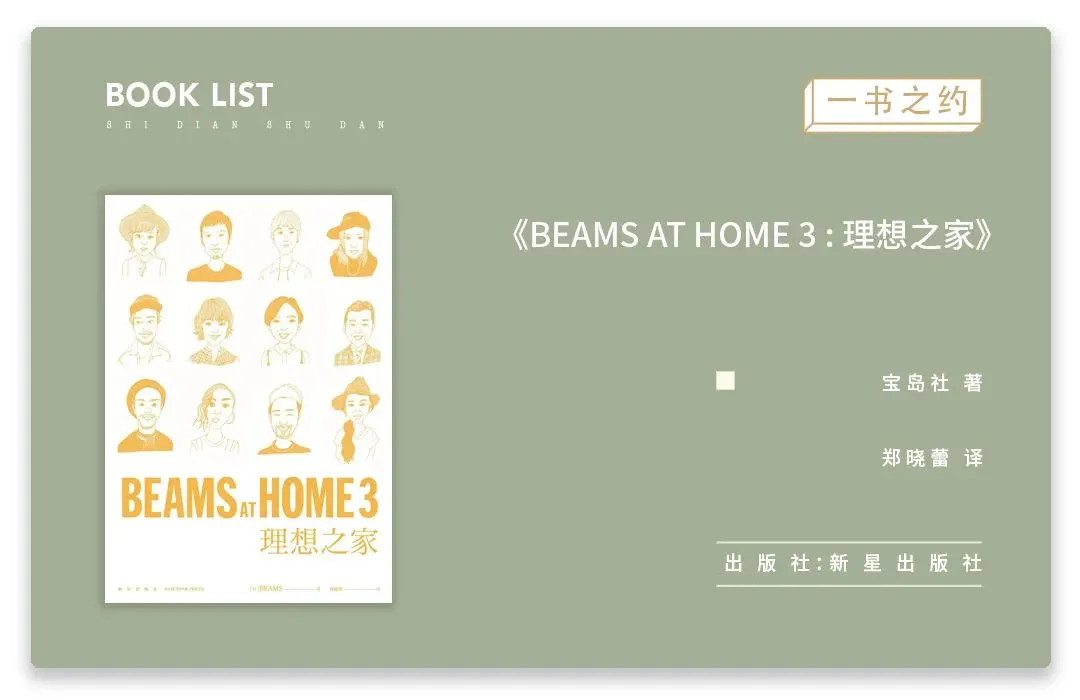 BOOK LIST
SHI DIAN SHU DAN
一书之约
《BEAMS AT HOME 3 : 理想之家》
宝岛社 著
郑晓蕾 译
出版社:新星出版社
BEAMS AT HOME 3
理想之家
BEAMS